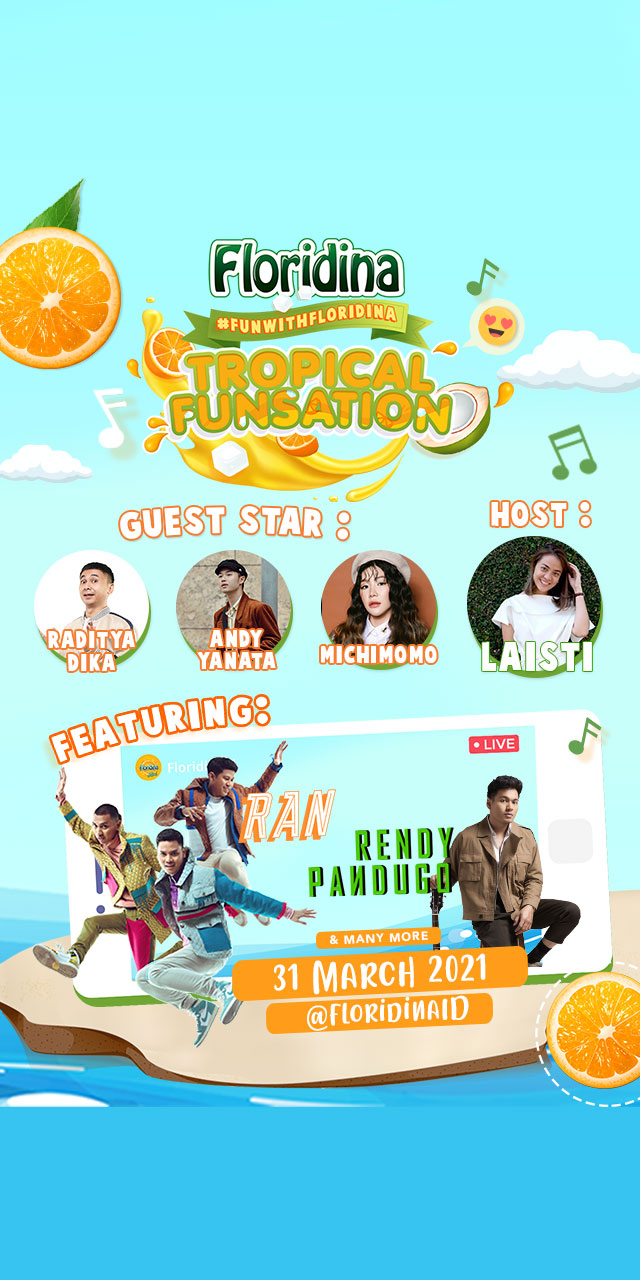 Floridina
#FUNWITHFLORIDINA
TROPICAL
FUNSATION
GUEST STAR :
HOST :
RADITYA
DIKA
ANDY
YANATA
MICHIMOMO
LAISTI
FEATURING:
LIVE
RAN
RENDY
PANDUGO
& MANY MORE
31 MARCH 2021
@FLORIDINAID